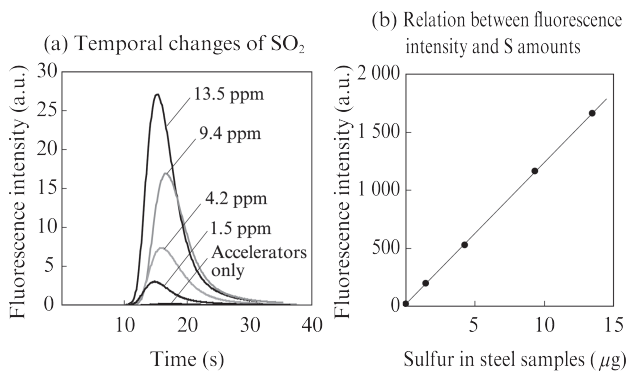 (a) Temporal changes of SO₂
Fluorescence intensity (a.u.)
30
25
20
15
10
5
0
13.5 ppm
9.4 ppm
4.2 ppm
1.5 ppm
Accelerators
only
10
20
30
40
Time (s)
(b) Relation between fluorescence
intensity and S amounts
Fluorescence intensity (a.u.)
2 000
1 500
1 000
500
0
5
10
15
Sulfur in steel samples (μg)